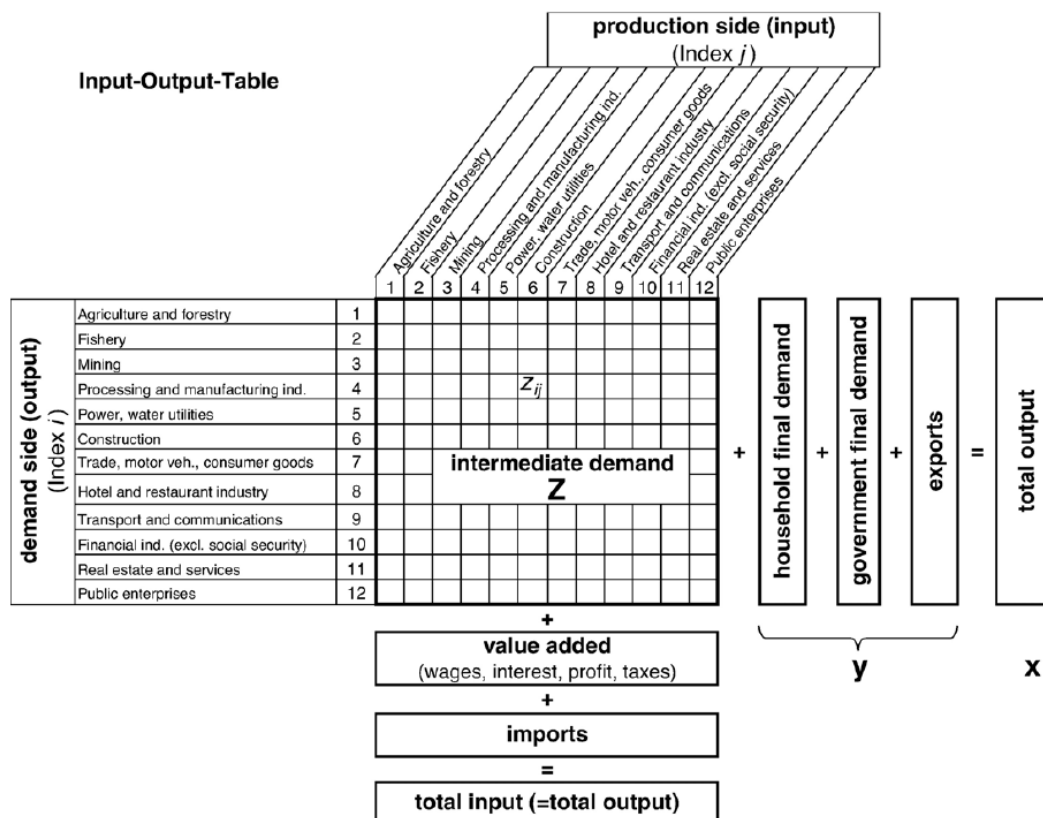 production side (input)
(Index j)
Input-Output-Table
Agriculture and forestry
Fishery
Mining
Processing and manufacturing ind.
Power, water utilities
Construction
Trade, motor veh., consumer goods
Hotel and restaurant industry
Transport and communications
Financial ind. (excl. social security)
Real estate and services
Public enterprises
1 2 3 4 5 6 7 8 9 10 11 12
demand side (output)
(Index i)
Agriculture and forestry 1
Fishery 2
Mining 3
Processing and manufacturing ind. 4
Power, water utilities 5
Construction 6
Trade, motor veh., consumer goods 7
Hotel and restaurant industry 8
Transport and communications 9
Financial ind. (excl. social security) 10
Real estate and services 11
Public enterprises 12
Zij
intermediate demand
Z
+
household final demand
+
government final demand
+
exports
=
total output
y
x
+
value added
(wages, interest, profit, taxes)
+
imports
=
total input (=total output)